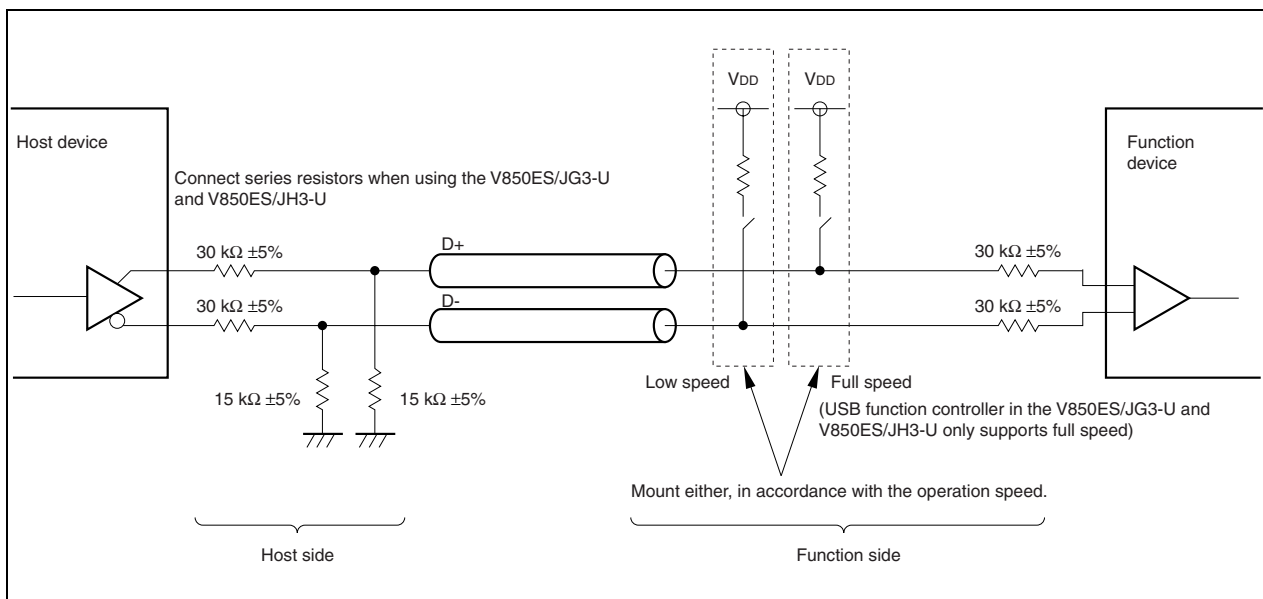 VDD
VDD
Host device
Function
device
Connect series resistors when using the V850ES/JG3-U
and V850ES/JH3-U
30 kΩ ±5%
D+
30 kΩ ±5%
30 kΩ ±5%
D-
30 kΩ ±5%
15 kΩ ±5%
15 kΩ ±5%
Low speed
Full speed
(USB function controller in the V850ES/JG3-U and
V850ES/JH3-U only supports full speed)
Mount either, in accordance with the operation speed.
Host side
Function side